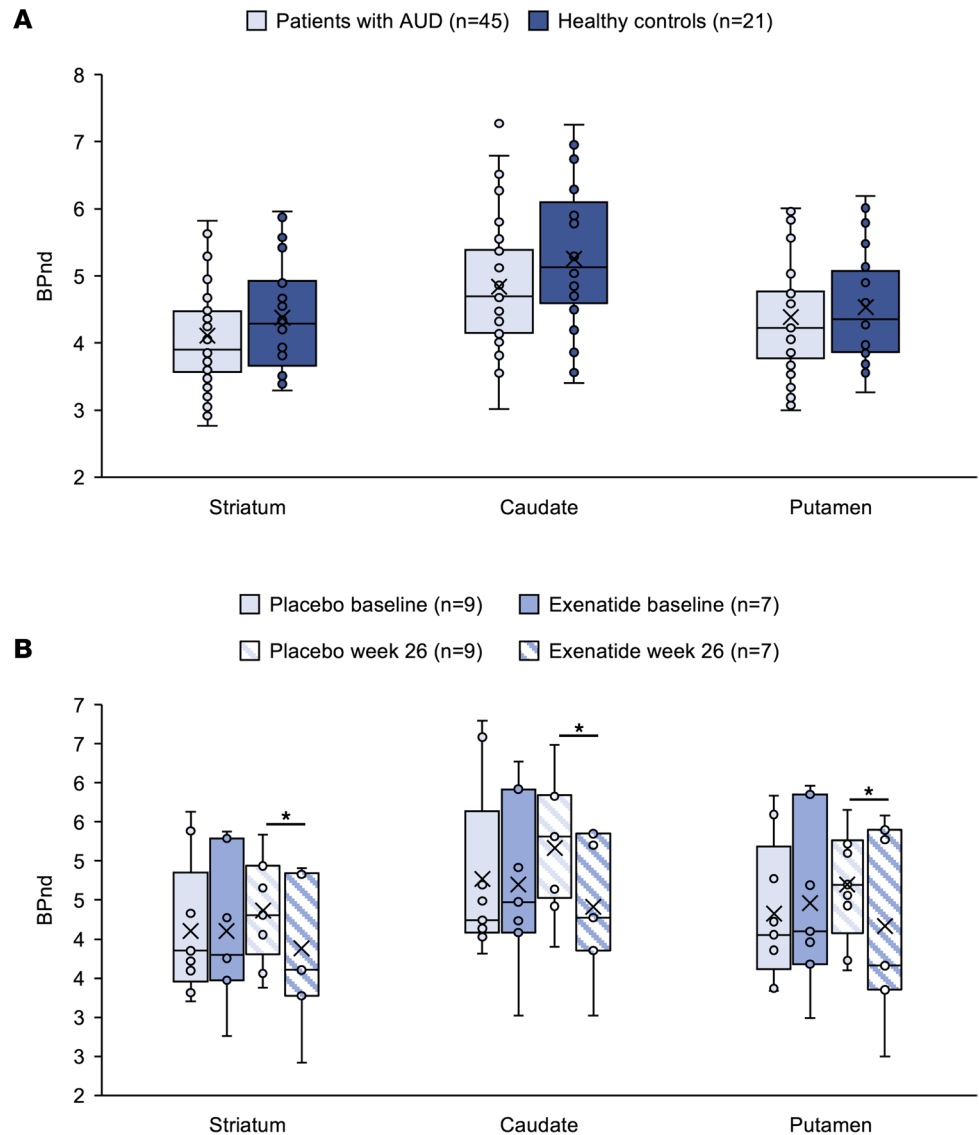 A
Patients with AUD (n=45) Healthy controls (n=21)
8
7
6
5
4
3
2
BPnd
Striatum Caudate Putamen
Placebo baseline (n=9) Exenatide baseline (n=7)
B
Placebo week 26 (n=9) Exenatide week 26 (n=7)
7
7
6
6
5
5
4
4
3
3
2
BPnd
* * *
Striatum Caudate Putamen